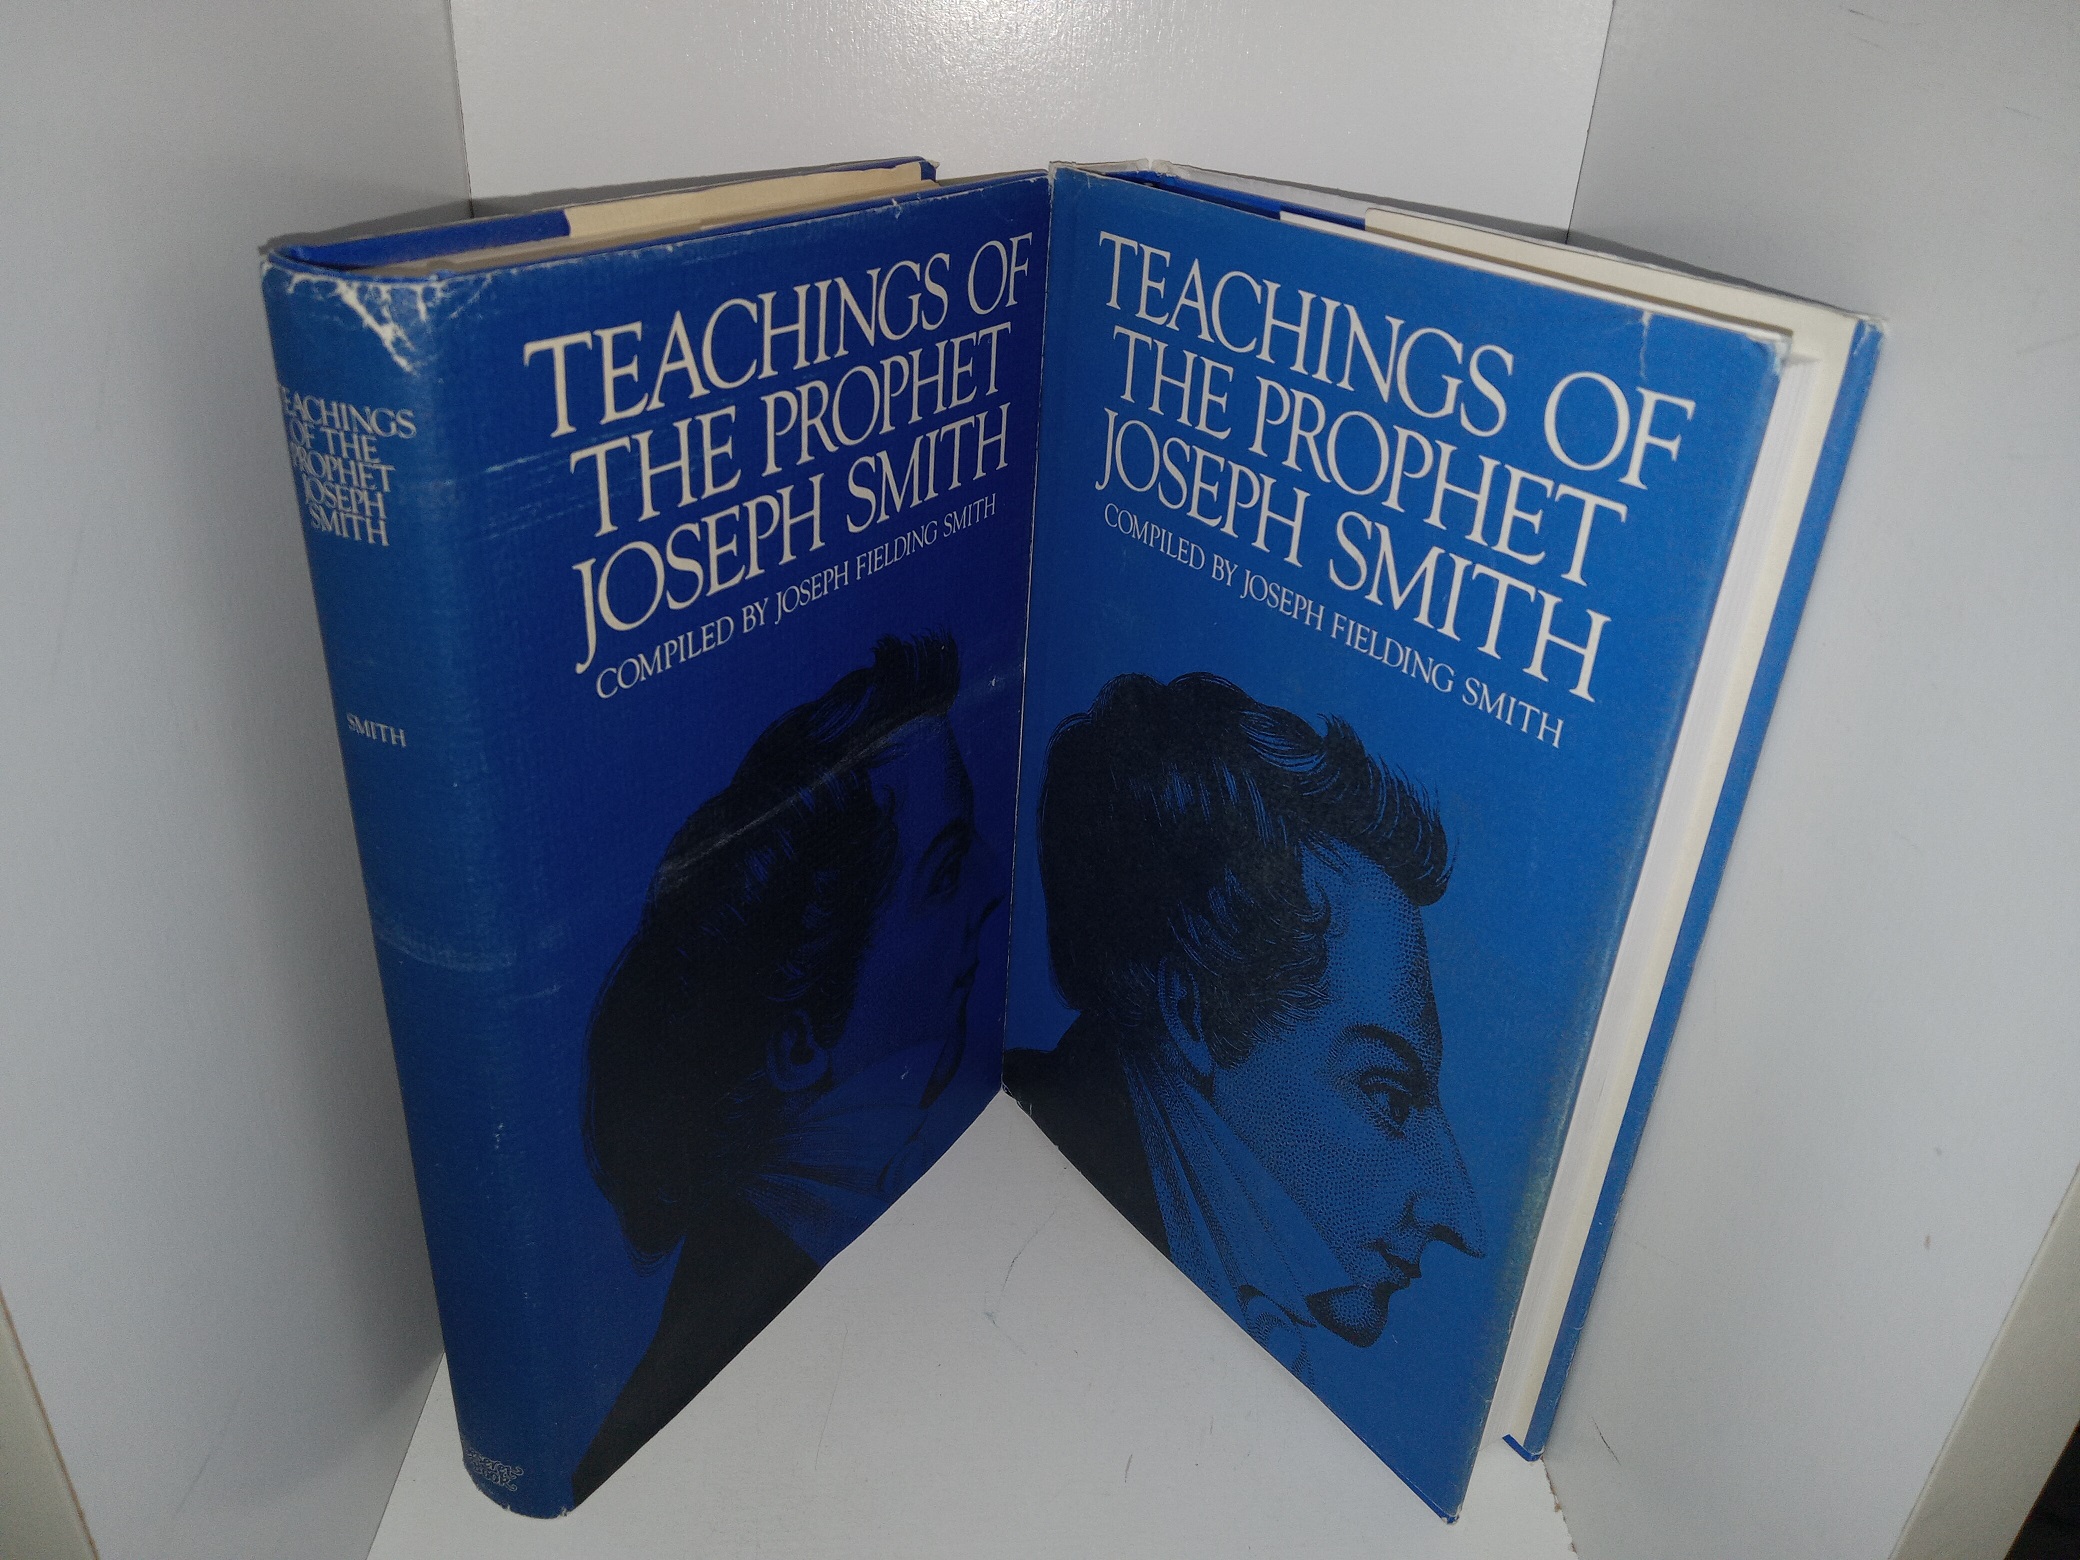 TEACHINGS
OF THE
PROPHET
JOSEPH
SMITH
SMITH
TEACHINGS OF
THE PROPHET
JOSEPH SMITH
COMPILED BY JOSEPH FIELDING SMITH
TEACHINGS OF
THE PROPHET
JOSEPH SMITH
COMPILED BY JOSEPH FIELDING SMITH